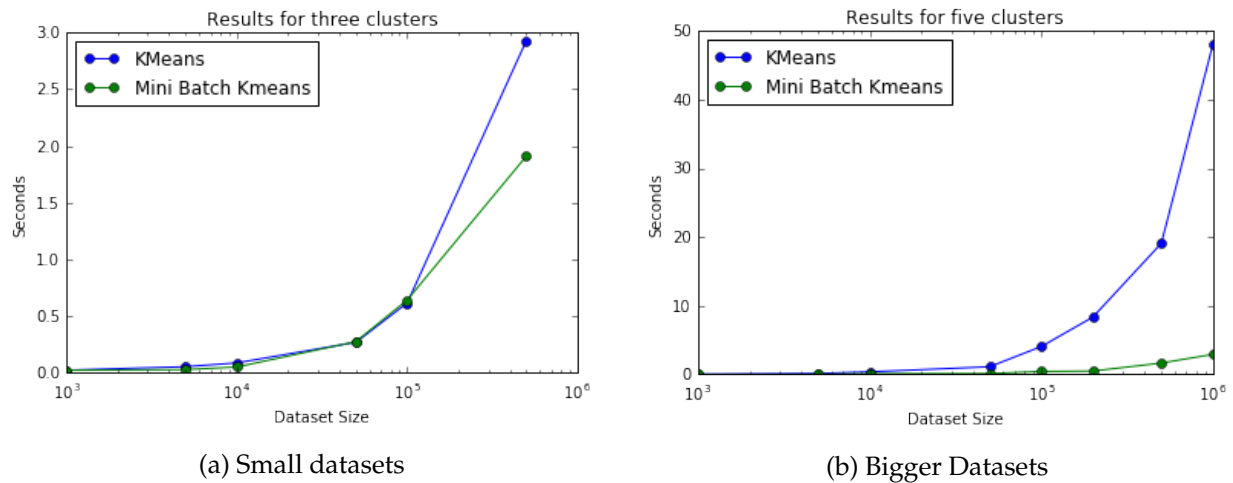 Results for three clusters
KMeans
Mini Batch Kmeans
3.0
2.5
2.0
1.5
1.0
0.5
0.0
Seconds
10³ 10⁴ 10⁵ 10⁶
Dataset Size
(a) Small datasets
Results for five clusters
KMeans
Mini Batch Kmeans
50
40
30
20
10
0
Seconds
10³ 10⁴ 10⁵ 10⁶
Dataset Size
(b) Bigger Datasets